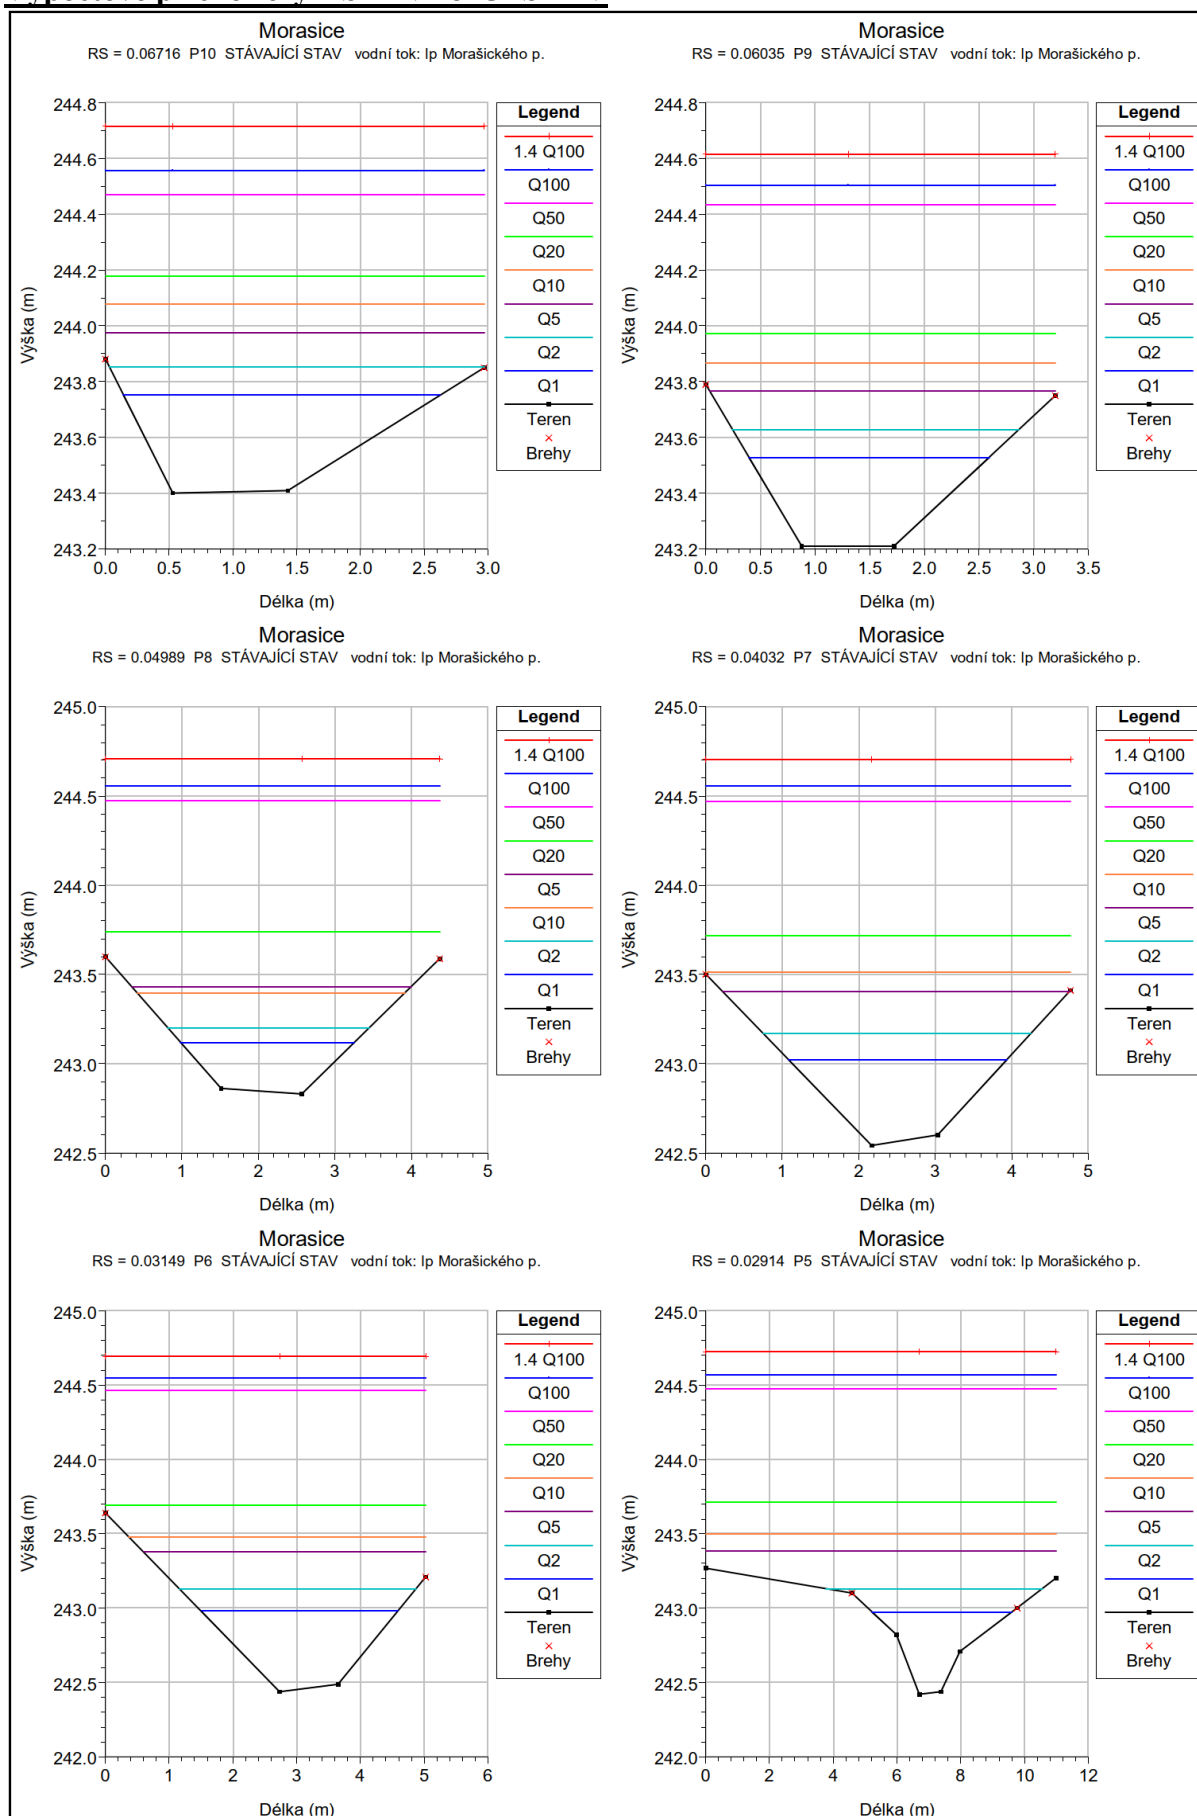 Morasice
RS = 0.06716 P10 STÁVAJÍCÍ STAV vodní tok: lp Morašického p.
Výška (m)
244.8
244.6
244.4
244.2
244.0
243.8
243.6
243.4
243.2
0.0 0.5 1.0 1.5 2.0 2.5 3.0
Délka (m)
Legend
1.4 Q100
Q100
Q50
Q20
Q10
Q5
Q2
Q1
Teren
Brehy
Morasice
RS = 0.06035 P9 STÁVAJÍCÍ STAV vodní tok: lp Morašického p.
Výška (m)
244.8
244.6
244.4
244.2
244.0
243.8
243.6
243.4
243.2
0.0 0.5 1.0 1.5 2.0 2.5 3.0 3.5
Délka (m)
Legend
1.4 Q100
Q100
Q50
Q20
Q10
Q5
Q2
Q1
Teren
Brehy
Morasice
RS = 0.04989 P8 STÁVAJÍCÍ STAV vodní tok: lp Morašického p.
Výška (m)
245.0
244.5
244.0
243.5
243.0
242.5
0 1 2 3 4 5
Délka (m)
Legend
1.4 Q100
Q100
Q50
Q20
Q5
Q10
Q2
Q1
Teren
Brehy
Morasice
RS = 0.04032 P7 STÁVAJÍCÍ STAV vodní tok: lp Morašického p.
Výška (m)
245.0
244.5
244.0
243.5
243.0
242.5
0 1 2 3 4 5
Délka (m)
Legend
1.4 Q100
Q100
Q50
Q20
Q10
Q5
Q2
Q1
Teren
Brehy
Morasice
RS = 0.03149 P6 STÁVAJÍCÍ STAV vodní tok: lp Morašického p.
Výška (m)
245.0
244.5
244.0
243.5
243.0
242.5
242.0
0 1 2 3 4 5 6
Délka (m)
Legend
1.4 Q100
Q100
Q50
Q20
Q10
Q5
Q2
Q1
Teren
Brehy
Morasice
RS = 0.02914 P5 STÁVAJÍCÍ STAV vodní tok: lp Morašického p.
Výška (m)
245.0
244.5
244.0
243.5
243.0
242.5
242.0
0 2 4 6 8 10 12
Délka (m)
Legend
1.4 Q100
Q100
Q50
Q20
Q10
Q5
Q2
Q1
Teren
Brehy